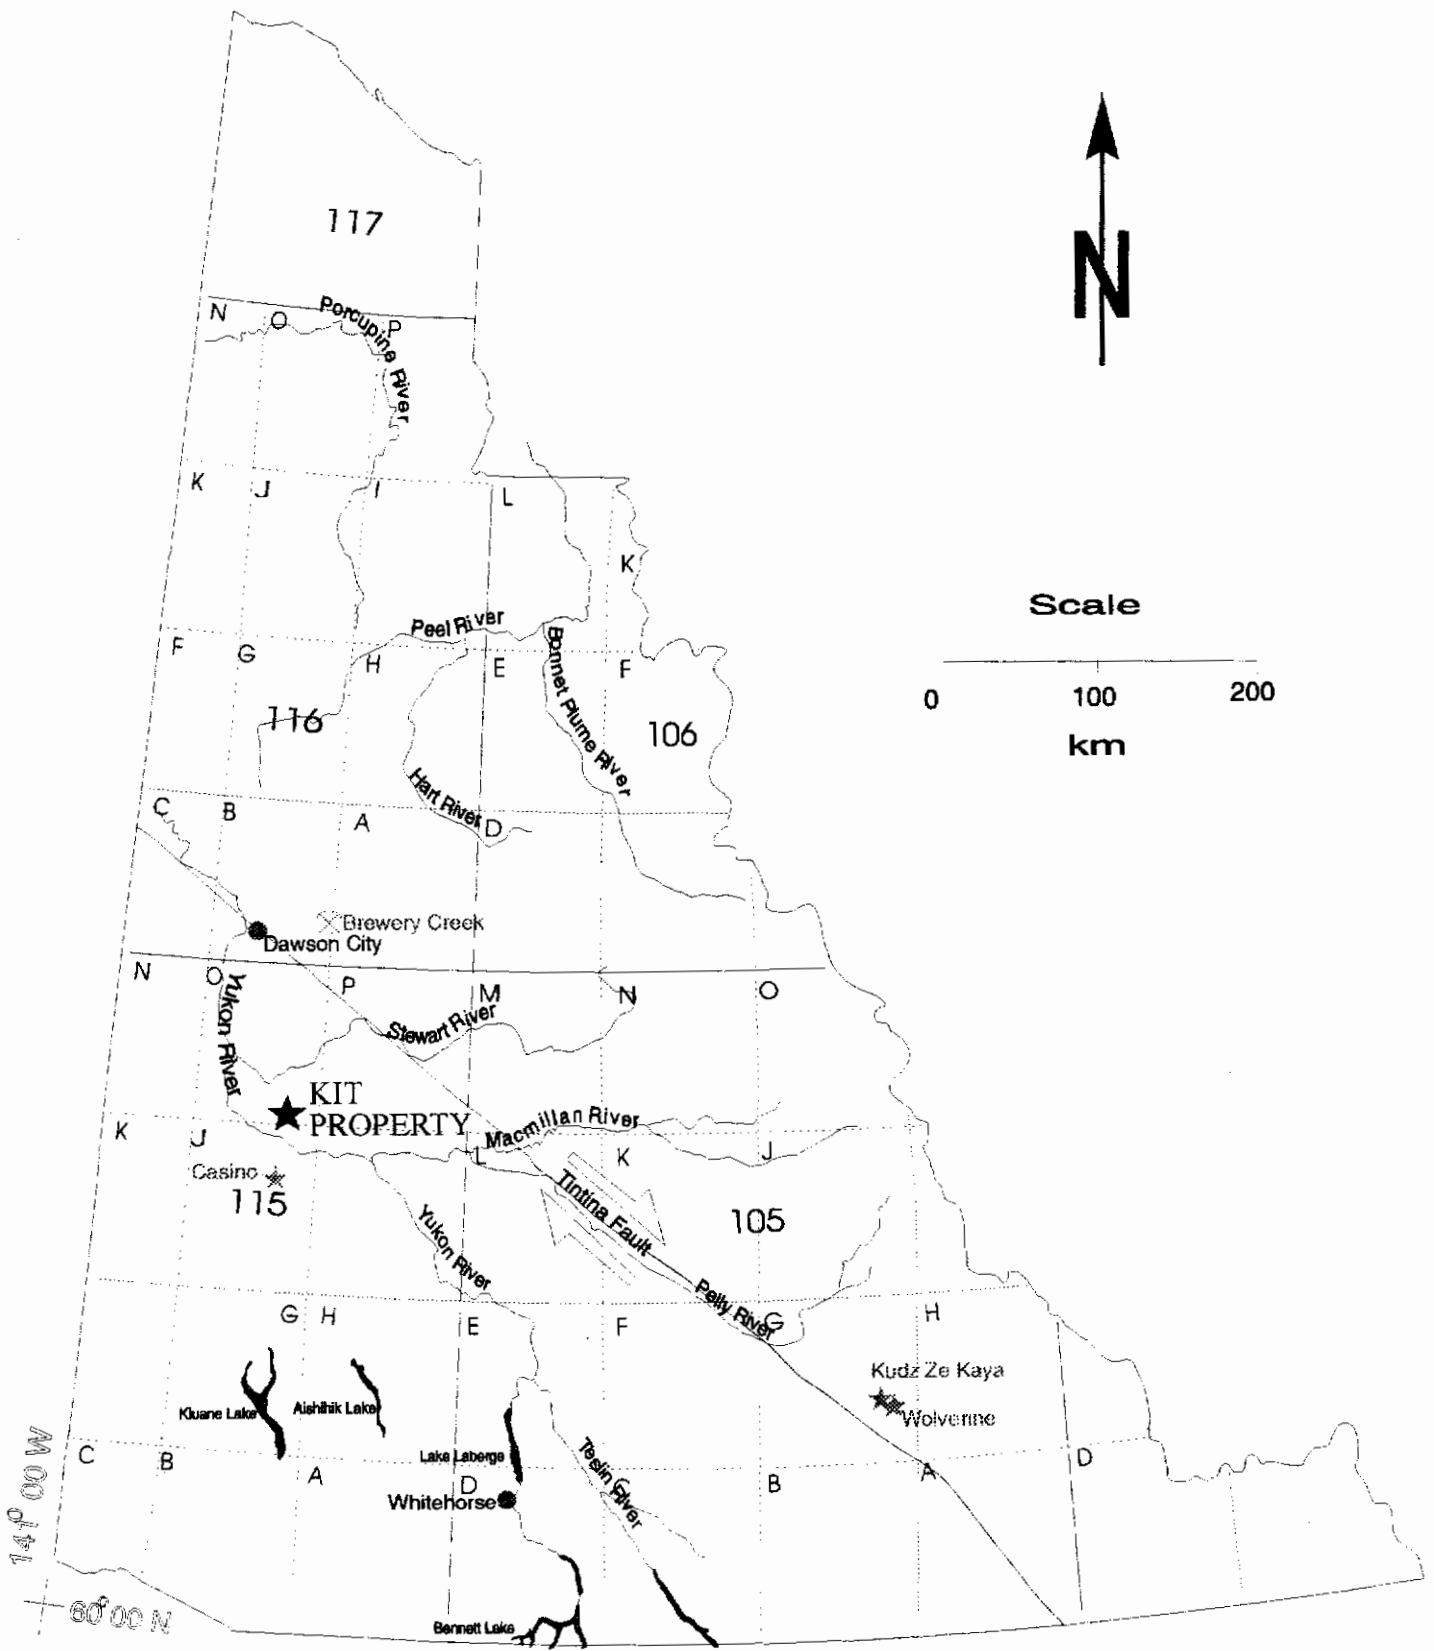 117
N
O
Porcupine River
P
N
K
J
I
L
K
Scale
0
100
200
km
Peel River
F
G
H
E
Bonnet Plume River
F
116
106
Hart River
C
B
A
D
Brewery Creek
Dawson City
N
O
P
M
N
O
Yukon River
Stewart River
KIT
PROPERTY
K
J
Macmillan River
L
K
J
Casino
115
Tintina Fault
105
Yukon River
Pelly River
G
H
E
F
G
H
Kudz Ze Kaya
Wolverine
Kluane Lake
Aishihik Lake
C
B
A
Lake Laberge
D
Teslin River
C
B
A
D
Whitehorse
141° 00 W
60° 00 N
Bennett Lake